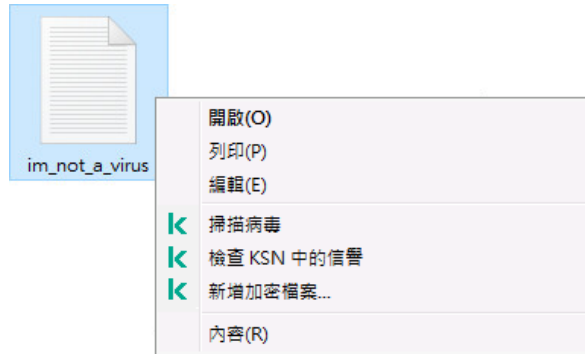 im_not_a_virus
開啟(O)
列印(P)
編輯(E)
掃描病毒
檢查 KSN 中的信譽
新增加密檔案...
內容(R)